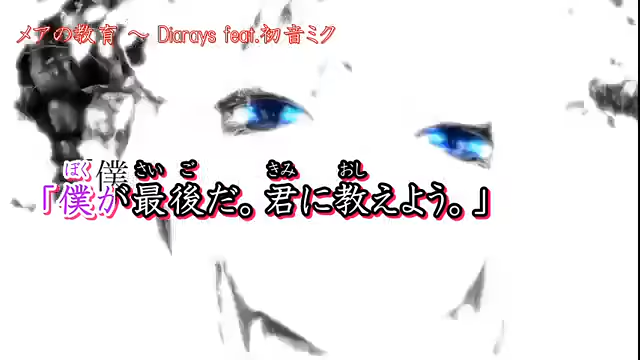 メアの教育 ～ Diarays feat.初音ミク
ぼく さい ご きみ おし
「僕
「僕が最後だ。君に教えよう。」